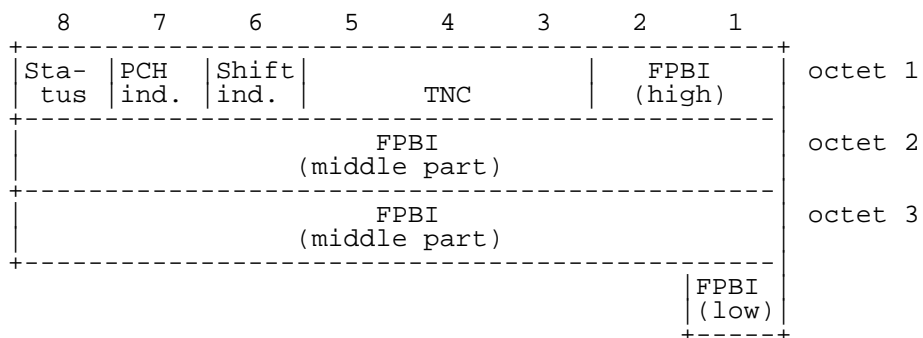 8 7 6 5 4 3 2 1
Sta- PCH Shift FPBI octet 1
tus ind. ind. TNC (high)
FPBI octet 2
(middle part)
FPBI octet 3
(middle part)
FPBI
(low)